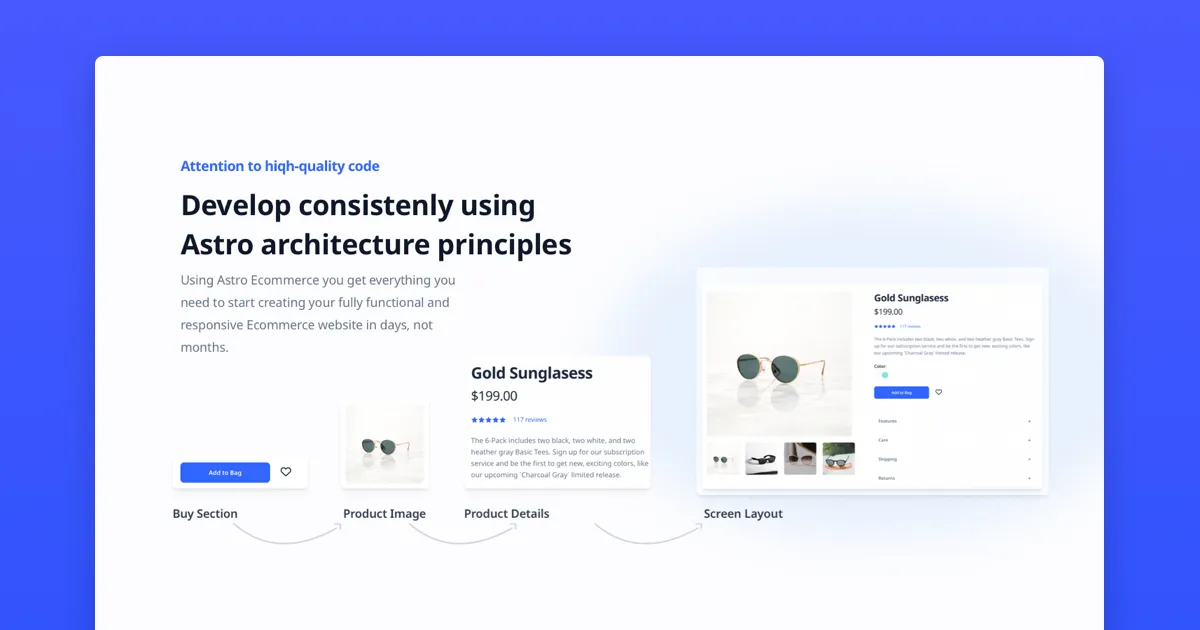 Attention to hiqh-quality code
Develop consistenly using
Astro architecture principles
Using Astro Ecommerce you get everything you
need to start creating your fully functional and
responsive Ecommerce website in days, not
months.
Add to Bag
Buy Section
Product Image
Gold Sunglasess
$199.00
117 reviews
The 6-Pack includes two black, two white, and two
heather gray Basic Tees. Sign up for our subscription
service and be the first to get new, exciting colors, like
our upcoming `Charcoal Gray` limited release.
Product Details
Gold Sunglasess
$199.00
117 reviews
The 6-Pack includes two black, two white, and two heather gray Basic Tees. Sign
up for our subscription service and be the first to get new, exciting colors, like
our upcoming `Charcoal Gray` limited release.
Color:
Add to Bag
Features +
Care +
Shipping +
Returns +
Screen Layout